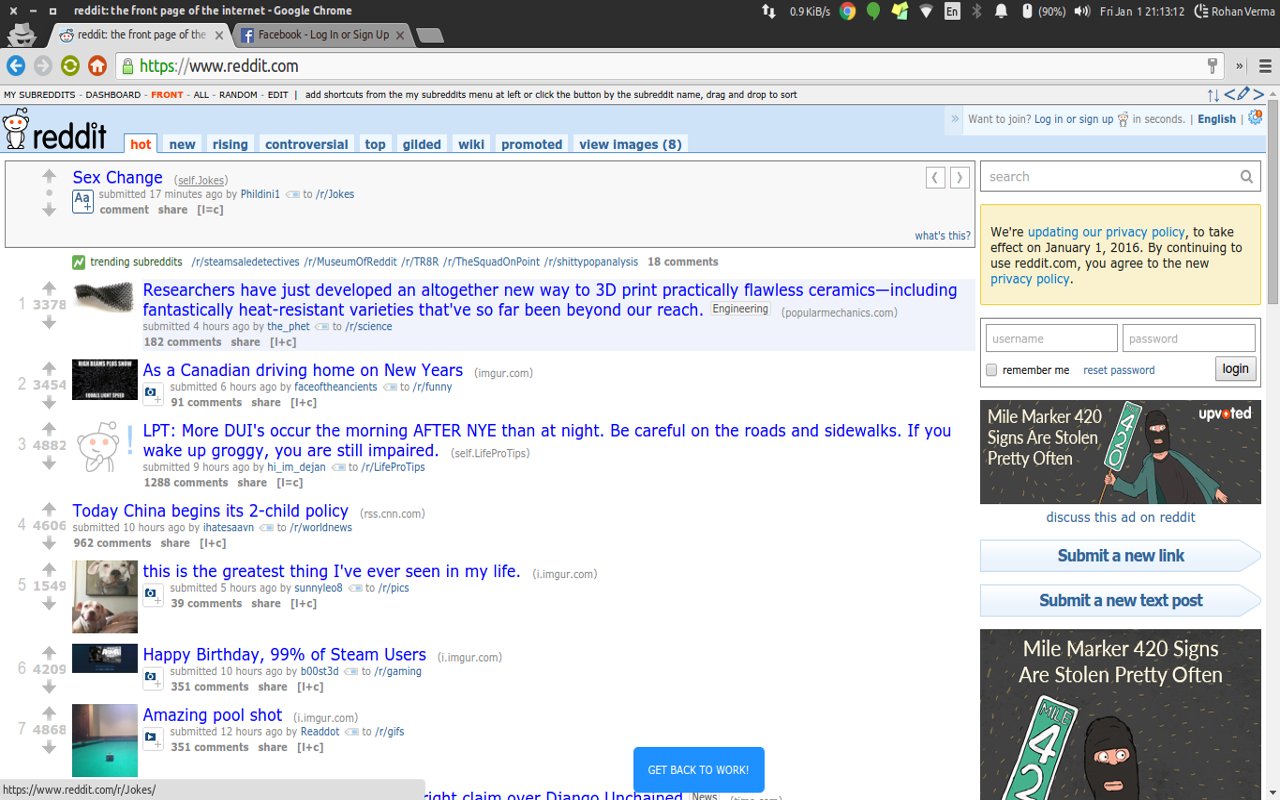 reddit: the front page of the internet - Google Chrome
0.9 KiB/s
En
(90%)
Fri Jan 1 21:13:12
Rohan Verma
reddit: the front page of the
Facebook - Log In or Sign Up
https://www.reddit.com
MY SUBREDDITS - DASHBOARD - FRONT - ALL - RANDOM - EDIT | add shortcuts from the my subreddits menu at left or click the button by the subreddit name, drag and drop to sort
reddit
hot new rising controversial top gilded wiki promoted view images (8)
Want to join? Log in or sign up in seconds. | English |
Sex Change (self.Jokes)
Aa+
submitted 17 minutes ago by Phildini1 to /r/Jokes
comment share [l=c]
what's this?
trending subreddits /r/steamsaledetectives /r/MuseumOfReddit /r/TR8R /r/TheSquadOnPoint /r/shittypopanalysis 18 comments
1 3378
Researchers have just developed an altogether new way to 3D print practically flawless ceramics—including
fantastically heat-resistant varieties that've so far been beyond our reach. Engineering (popularmechanics.com)
submitted 4 hours ago by the_phet to /r/science
182 comments share [l+c]
2 3454
HIGH BEAMS PLUS SNOW
EQUALS LIGHT SPEED
As a Canadian driving home on New Years (imgur.com)
submitted 6 hours ago by faceoftheancients to /r/funny
91 comments share [l+c]
3 4882
LPT: More DUI's occur the morning AFTER NYE than at night. Be careful on the roads and sidewalks. If you
wake up groggy, you are still impaired. (self.LifeProTips)
submitted 9 hours ago by hi_im_dejan to /r/LifeProTips
1288 comments share [l=c]
4 4606
Today China begins its 2-child policy (rss.cnn.com)
submitted 10 hours ago by ihatesaavn to /r/worldnews
962 comments share [l+c]
5 1549
this is the greatest thing I've ever seen in my life. (i.imgur.com)
submitted 5 hours ago by sunnyleo8 to /r/pics
39 comments share [l+c]
6 4209
Happy Birthday, 99% of Steam Users (i.imgur.com)
submitted 10 hours ago by b00st3d to /r/gaming
351 comments share [l+c]
7 4868
Amazing pool shot (i.imgur.com)
submitted 12 hours ago by Readdot to /r/gifs
351 comments share [l+c]
right claim over Django Unchained News (time.com)
GET BACK TO WORK!
https://www.reddit.com/r/Jokes/
search
We're updating our privacy policy, to take
effect on January 1, 2016. By continuing to
use reddit.com, you agree to the new
privacy policy.
username password
remember me reset password login
Mile Marker 420
Signs Are Stolen
Pretty Often
upvoted
420
discuss this ad on reddit
Submit a new link
Submit a new text post
Mile Marker 420 Signs
Are Stolen Pretty Often
MILE
42